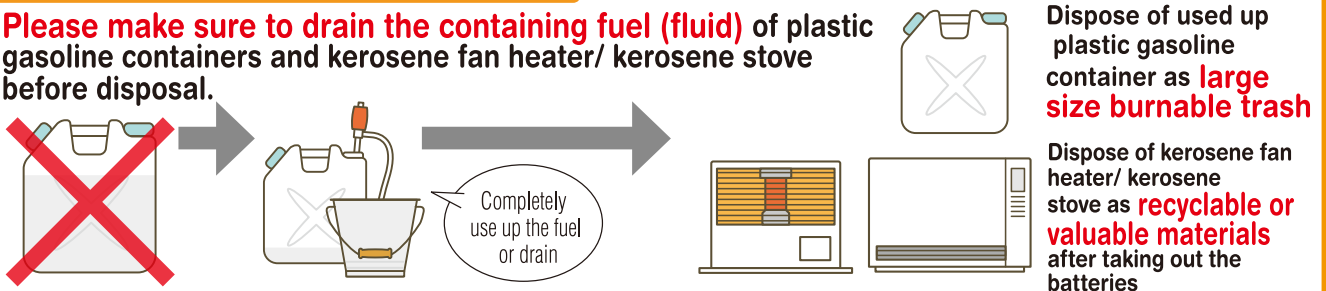 Please make sure to drain the containing fuel (fluid) of plastic
gasoline containers and kerosene fan heater/ kerosene stove
before disposal.
Completely
use up the fuel
or drain
Dispose of used up
plastic gasoline
container as large
size burnable trash
Dispose of kerosene fan
heater/ kerosene
stove as recyclable or
valuable materials
after taking out the
batteries